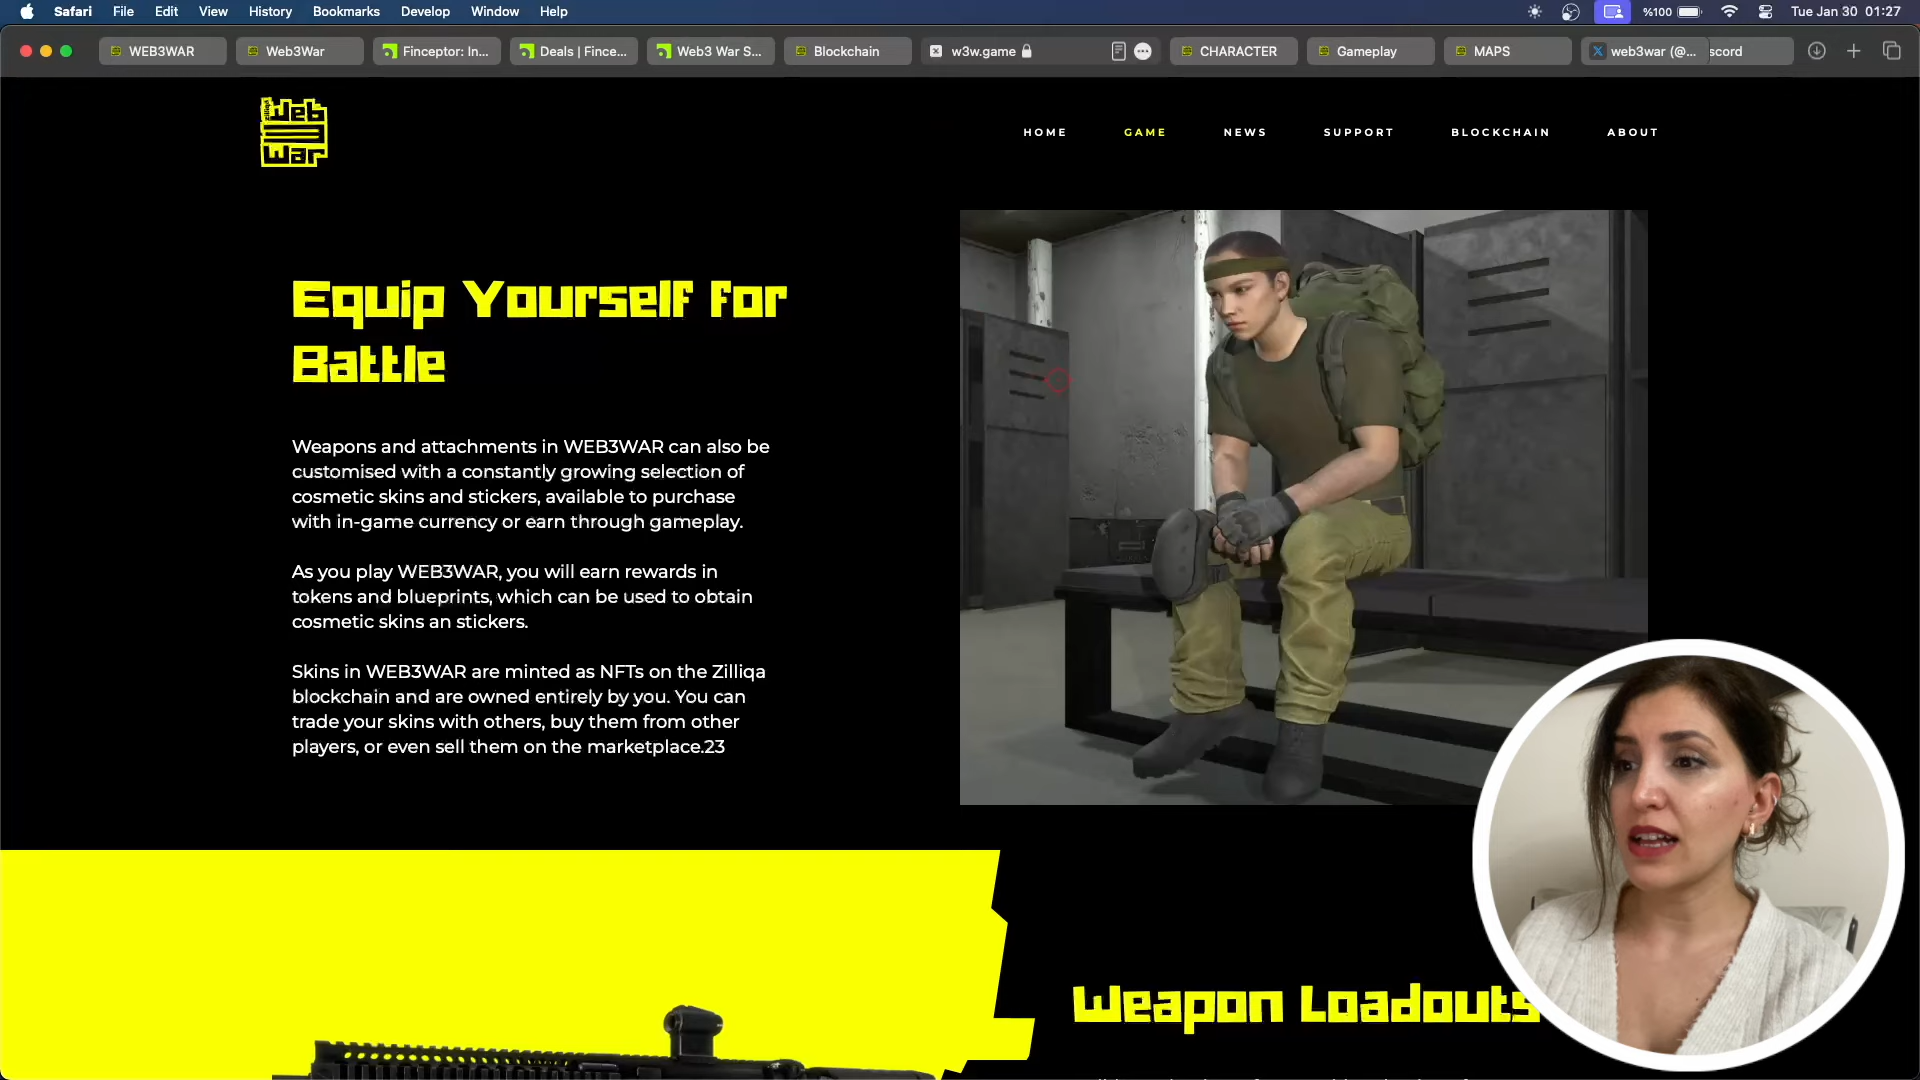 Safari File Edit View History Bookmarks Develop Window Help %100 Tue Jan 30 01:27
WEB3WAR Web3War Finceptor: In... Deals | Fince... Web3 War S... Blockchain w3w.game CHARACTER Gameplay MAPS web3war (@... scord
Web
War
HOME GAME NEWS SUPPORT BLOCKCHAIN ABOUT
Equip Yourself for
Battle
Weapons and attachments in WEB3WAR can also be
customised with a constantly growing selection of
cosmetic skins and stickers, available to purchase
with in-game currency or earn through gameplay.
As you play WEB3WAR, you will earn rewards in
tokens and blueprints, which can be used to obtain
cosmetic skins an stickers.
Skins in WEB3WAR are minted as NFTs on the Zilliqa
blockchain and are owned entirely by you. You can
trade your skins with others, buy them from other
players, or even sell them on the marketplace.23
Weapon Loadouts